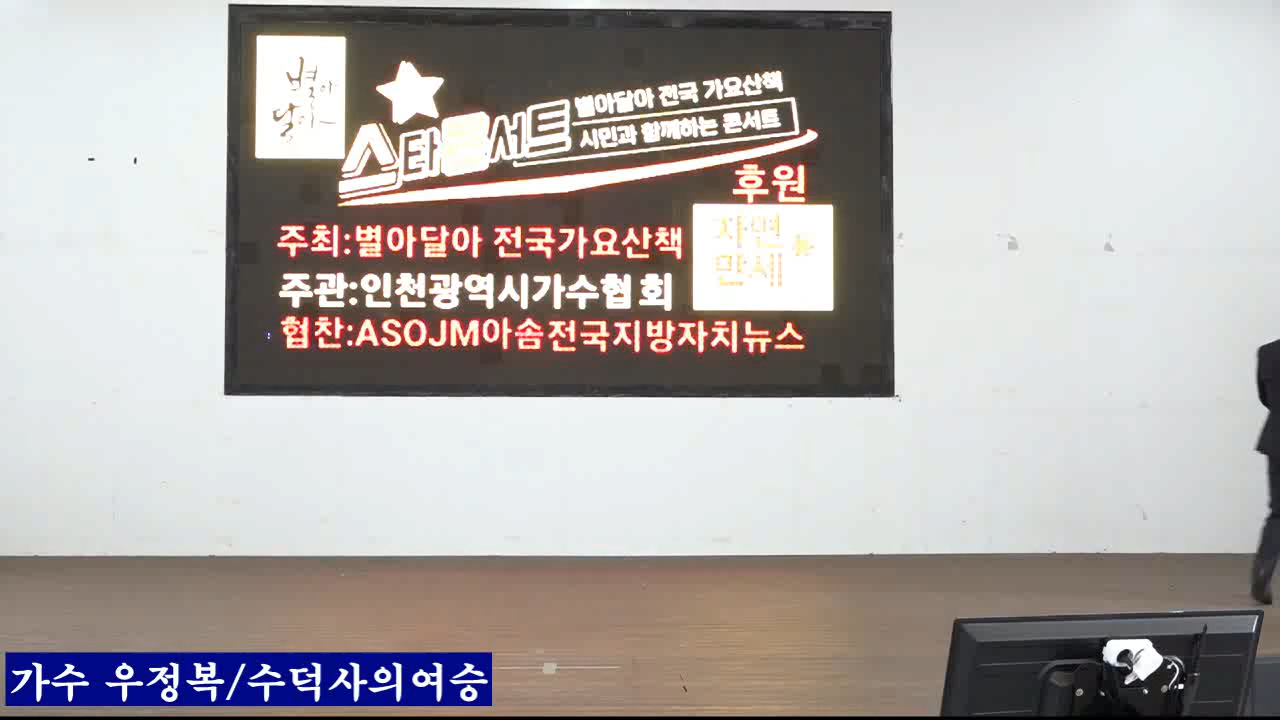 별아
달아
스타콘서트
별아달아 전국 가요산책
시민과 함께하는 콘서트
후원
자연
만세
주최:별아달아 전국가요산책
주관:인천광역시가수협회
협찬:ASOJM아솜전국지방자치뉴스
가수 우정복/수덕사의여승